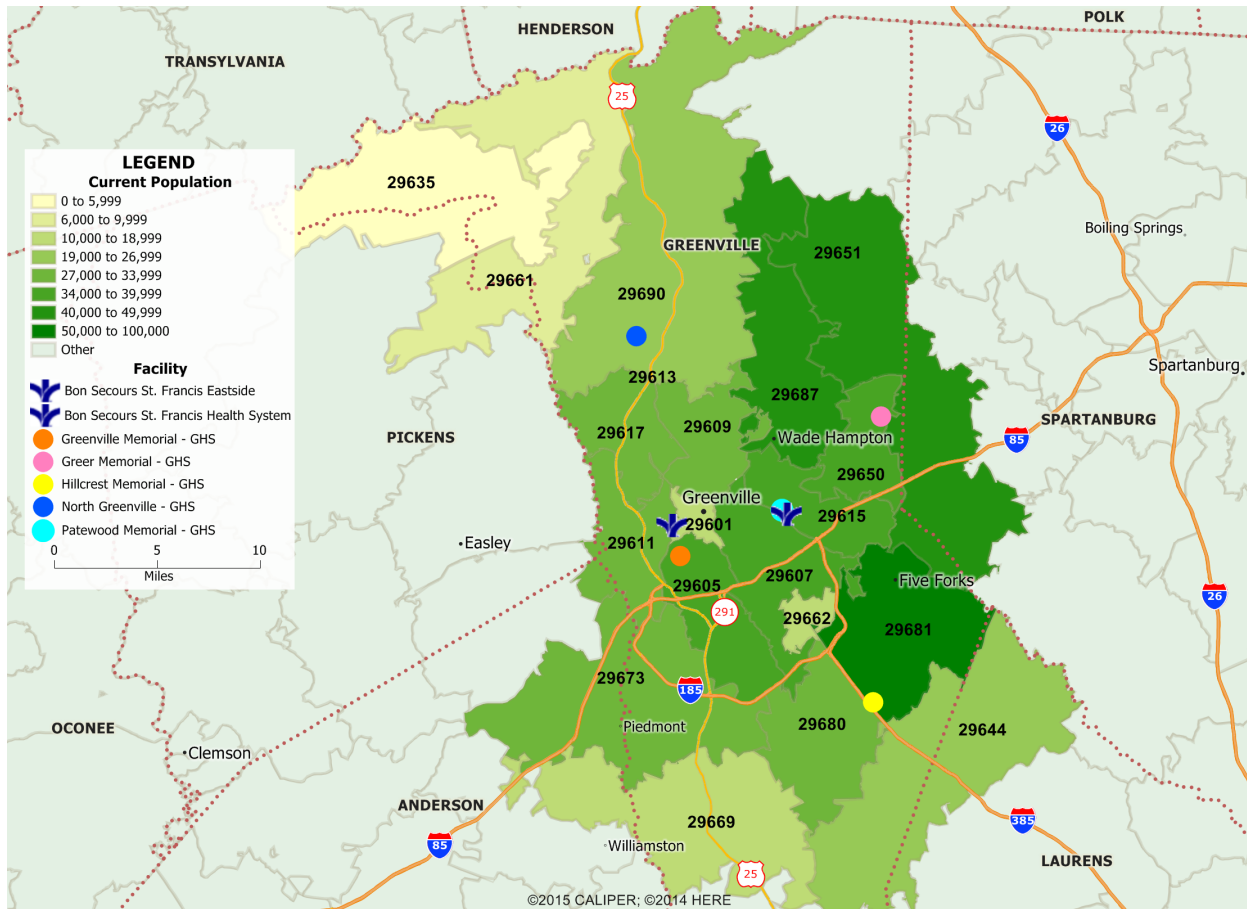 HENDERSON
POLK
TRANSYLVANIA
25
26
LEGEND
Current Population
0 to 5,999
6,000 to 9,999
10,000 to 18,999
19,000 to 26,999
27,000 to 33,999
34,000 to 39,999
40,000 to 49,999
50,000 to 100,000
Other
Facility
Bon Secours St. Francis Eastside
Bon Secours St. Francis Health System
Greenville Memorial - GHS
Greer Memorial - GHS
Hillcrest Memorial - GHS
North Greenville - GHS
Patewood Memorial - GHS
0 5 10
Miles
29635
Boiling Springs
GREENVILLE
29651
29661
29690
Spartanburg
29613
29687
SPARTANBURG
29617
29609
PICKENS
Wade Hampton
85
29650
Greenville
29601
29615
29611
Easley
29607
Five Forks
29605
26
291
29662
29681
29673
185
Piedmont
29680
29644
OCONEE
Clemson
ANDERSON
29669
385
85
Williamston
LAURENS
25
©2015 CALIPER; ©2014 HERE